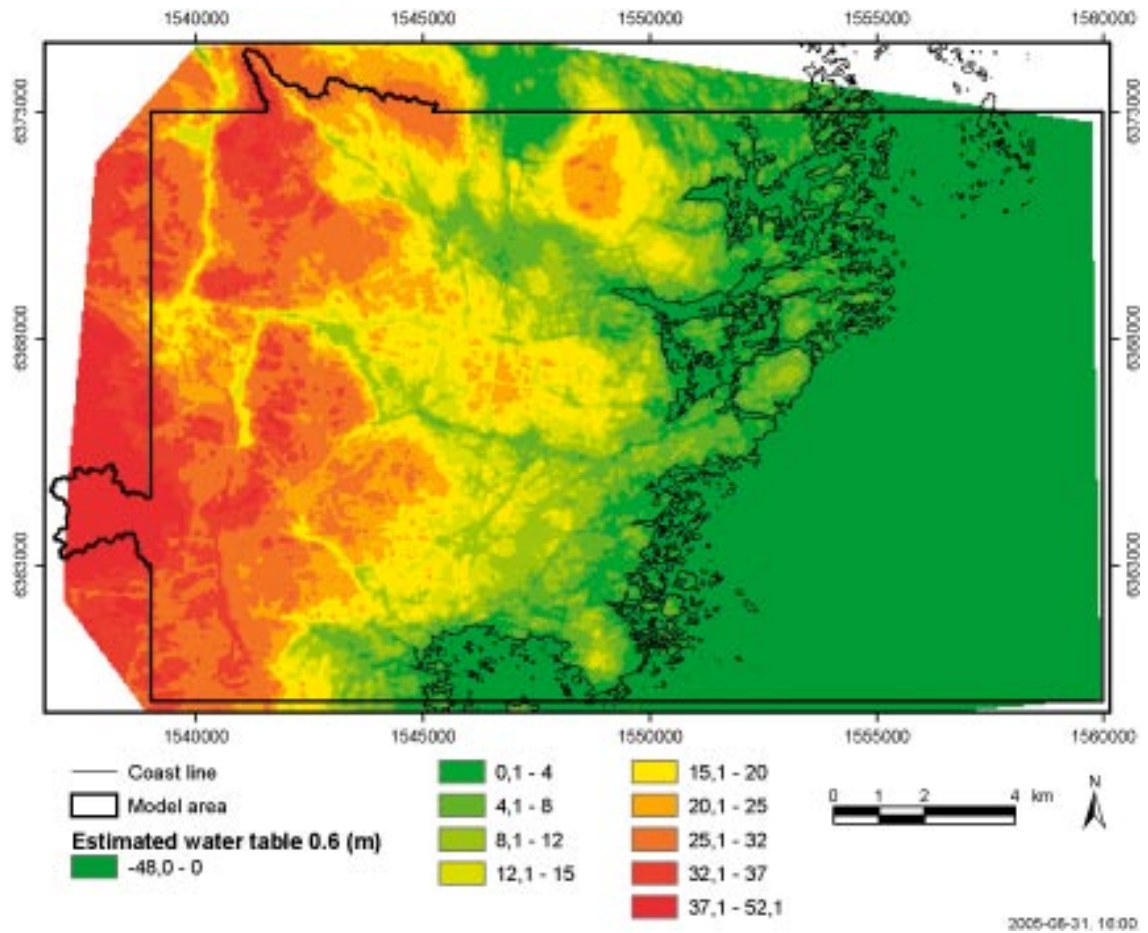 1540000 1545000 1550000 1555000 1560000
6373000 6373000
6368000 6368000
6363000 6363000
1540000 1545000 1550000 1555000 1560000
Coast line
Model area
Estimated water table 0.6 (m)
-48,0 - 0
0,1 - 4
4,1 - 8
8,1 - 12
12,1 - 15
15,1 - 20
20,1 - 25
25,1 - 32
32,1 - 37
37,1 - 52,1
0 1 2 4 km
N
2005-08-31, 16:00